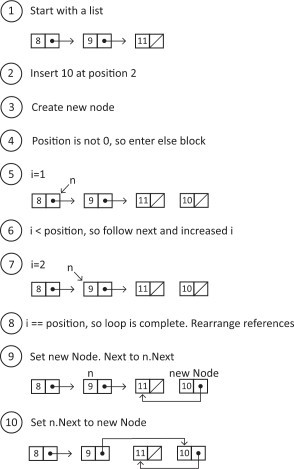 1 Start with a list
8 9 11
2 Insert 10 at position 2
3 Create new node
4 Position is not 0, so enter else block
5 i=1
n
8 9 11 10
6 i < position, so follow next and increased i
7 i=2
n
8 9 11 10
8 i == position, so loop is complete. Rearrange references
9 Set new Node. Next to n.Next
n new Node
8 9 11 10
10 Set n.Next to new Node
8 9 11 10